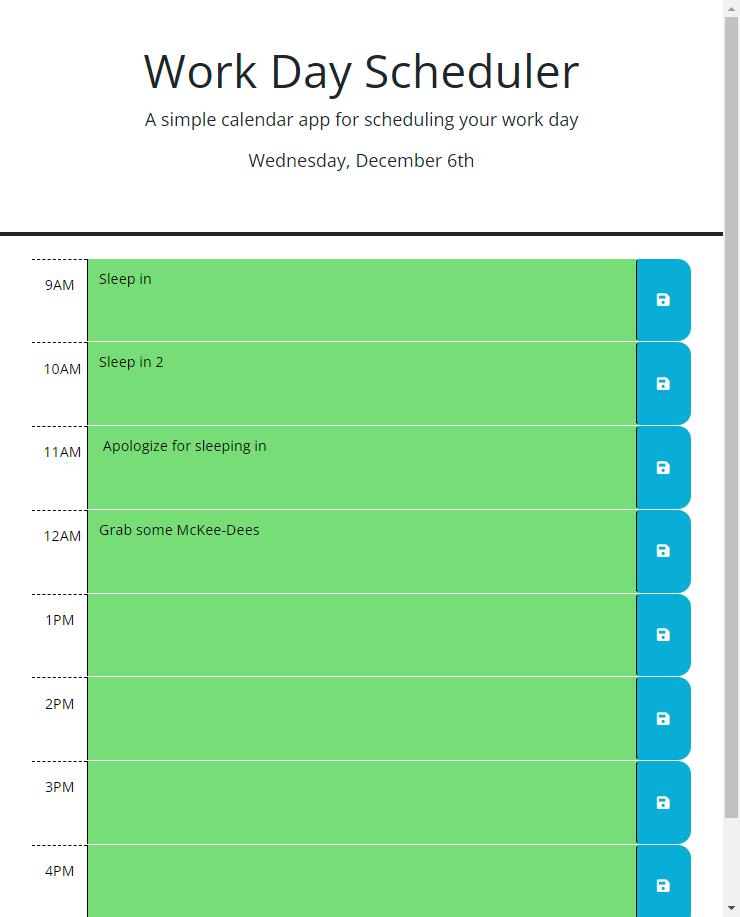 Work Day Scheduler
A simple calendar app for scheduling your work day
Wednesday, December 6th
9AM Sleep in
10AM Sleep in 2
11AM Apologize for sleeping in
12AM Grab some McKee-Dees
1PM
2PM
3PM
4PM